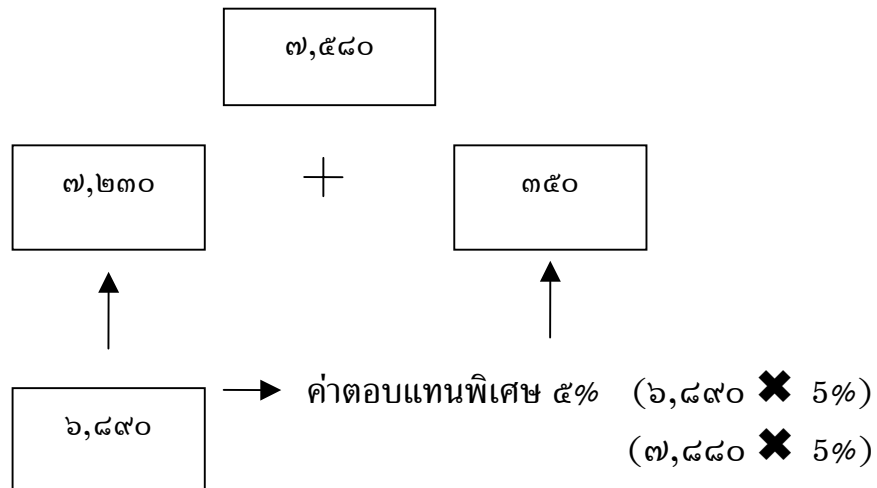 ๗,๕๘๐
๗,๒๓๐ + ๓๕๐
๖,๘๙๐
ค่าตอบแทนพิเศษ ๕% (๖,๘๙๐ ✖ 5%)
(๗,๘๘๐ ✖ 5%)